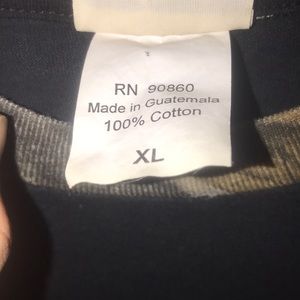 RN 90860
Made in Guatemala
100% Cotton
XL